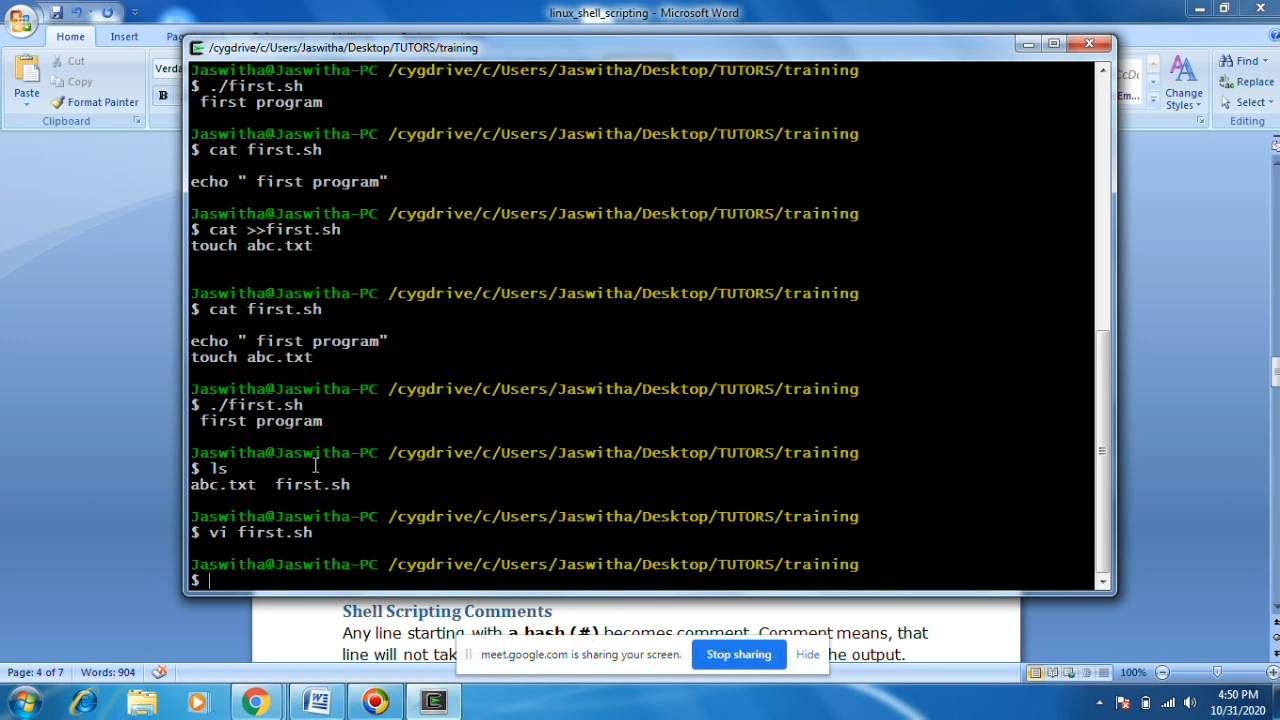 linux_shell_scripting - Microsoft Word
Home
Insert
Cut
Copy
Paste
Format Painter
Clipboard
Verda
B
Em...
Change Styles
Find
Replace
Select
Editing
/cygdrive/c/Users/Jaswitha/Desktop/TUTORS/training
Jaswitha@Jaswitha-PC /cygdrive/c/Users/Jaswitha/Desktop/TUTORS/training
$ ./first.sh
first program
Jaswitha@Jaswitha-PC /cygdrive/c/Users/Jaswitha/Desktop/TUTORS/training
$ cat first.sh
echo " first program"
Jaswitha@Jaswitha-PC /cygdrive/c/Users/Jaswitha/Desktop/TUTORS/training
$ cat >>first.sh
touch abc.txt
Jaswitha@Jaswitha-PC /cygdrive/c/Users/Jaswitha/Desktop/TUTORS/training
$ cat first.sh
echo " first program"
touch abc.txt
Jaswitha@Jaswitha-PC /cygdrive/c/Users/Jaswitha/Desktop/TUTORS/training
$ ./first.sh
first program
Jaswitha@Jaswitha-PC /cygdrive/c/Users/Jaswitha/Desktop/TUTORS/training
$ ls
abc.txt first.sh
Jaswitha@Jaswitha-PC /cygdrive/c/Users/Jaswitha/Desktop/TUTORS/training
$ vi first.sh
Jaswitha@Jaswitha-PC /cygdrive/c/Users/Jaswitha/Desktop/TUTORS/training
$
Shell Scripting Comments
Any line starting with a hash (#) becomes comment. Comment means, that
line will not tak
he output.
meet.google.com is sharing your screen.
Stop sharing
Hide
Page: 4 of 7
Words: 904
100%
4:50 PM
10/31/2020